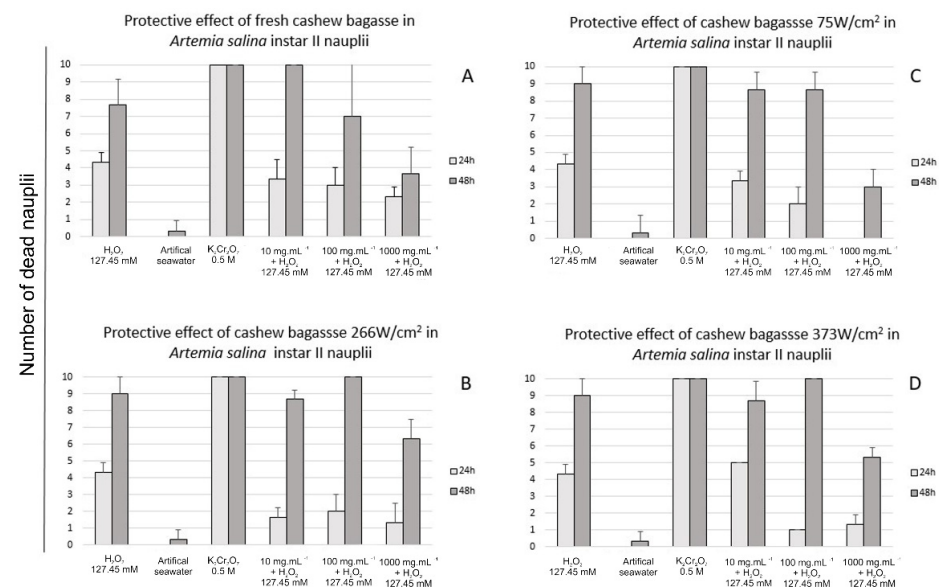 Number of dead nauplii
Protective effect of fresh cashew bagasse in
Artemia salina instar II nauplii
A
10
9
8
7
6
5
4
3
2
1
0
H₂O₂
127.45 mM
Artifical
seawater
K₂Cr₂O₇
0.5 M
10 mg.mL⁻¹
+ H₂O₂
127.45 mM
100 mg.mL⁻¹
+ H₂O₂
127.45 mM
1000 mg.mL⁻¹
+ H₂O₂
127.45 mM
24h
48h
Protective effect of cashew bagassse 75W/cm² in
Artemia salina instar II nauplii
C
10
9
8
7
6
5
4
3
2
1
0
H₂O₂
127.45 mM
Artifical
seawater
K₂Cr₂O₇
0.5 M
10 mg.mL⁻¹
+ H₂O₂
127.45 mM
100 mg.mL⁻¹
+ H₂O₂
127.45 mM
1000 mg.mL⁻¹
+ H₂O₂
127.45 mM
24h
48h
Protective effect of cashew bagassse 266W/cm² in
Artemia salina instar II nauplii
B
10
9
8
7
6
5
4
3
2
1
0
H₂O₂
127.45 mM
Artifical
seawater
K₂Cr₂O₇
0.5 M
10 mg.mL⁻¹
+ H₂O₂
127.45 mM
100 mg.mL⁻¹
+ H₂O₂
127.45 mM
1000 mg.mL⁻¹
+ H₂O₂
127.45 mM
24h
48h
Protective effect of cashew bagassse 373W/cm² in
Artemia salina instar II nauplii
D
10
9
8
7
6
5
4
3
2
1
0
H₂O₂
127.45 mM
Artifical
seawater
K₂Cr₂O₇
0.5 M
10 mg.mL⁻¹
+ H₂O₂
127.45 mM
100 mg.mL⁻¹
+ H₂O₂
127.45 mM
1000 mg.mL⁻¹
+ H₂O₂
127.45 mM
24h
48h